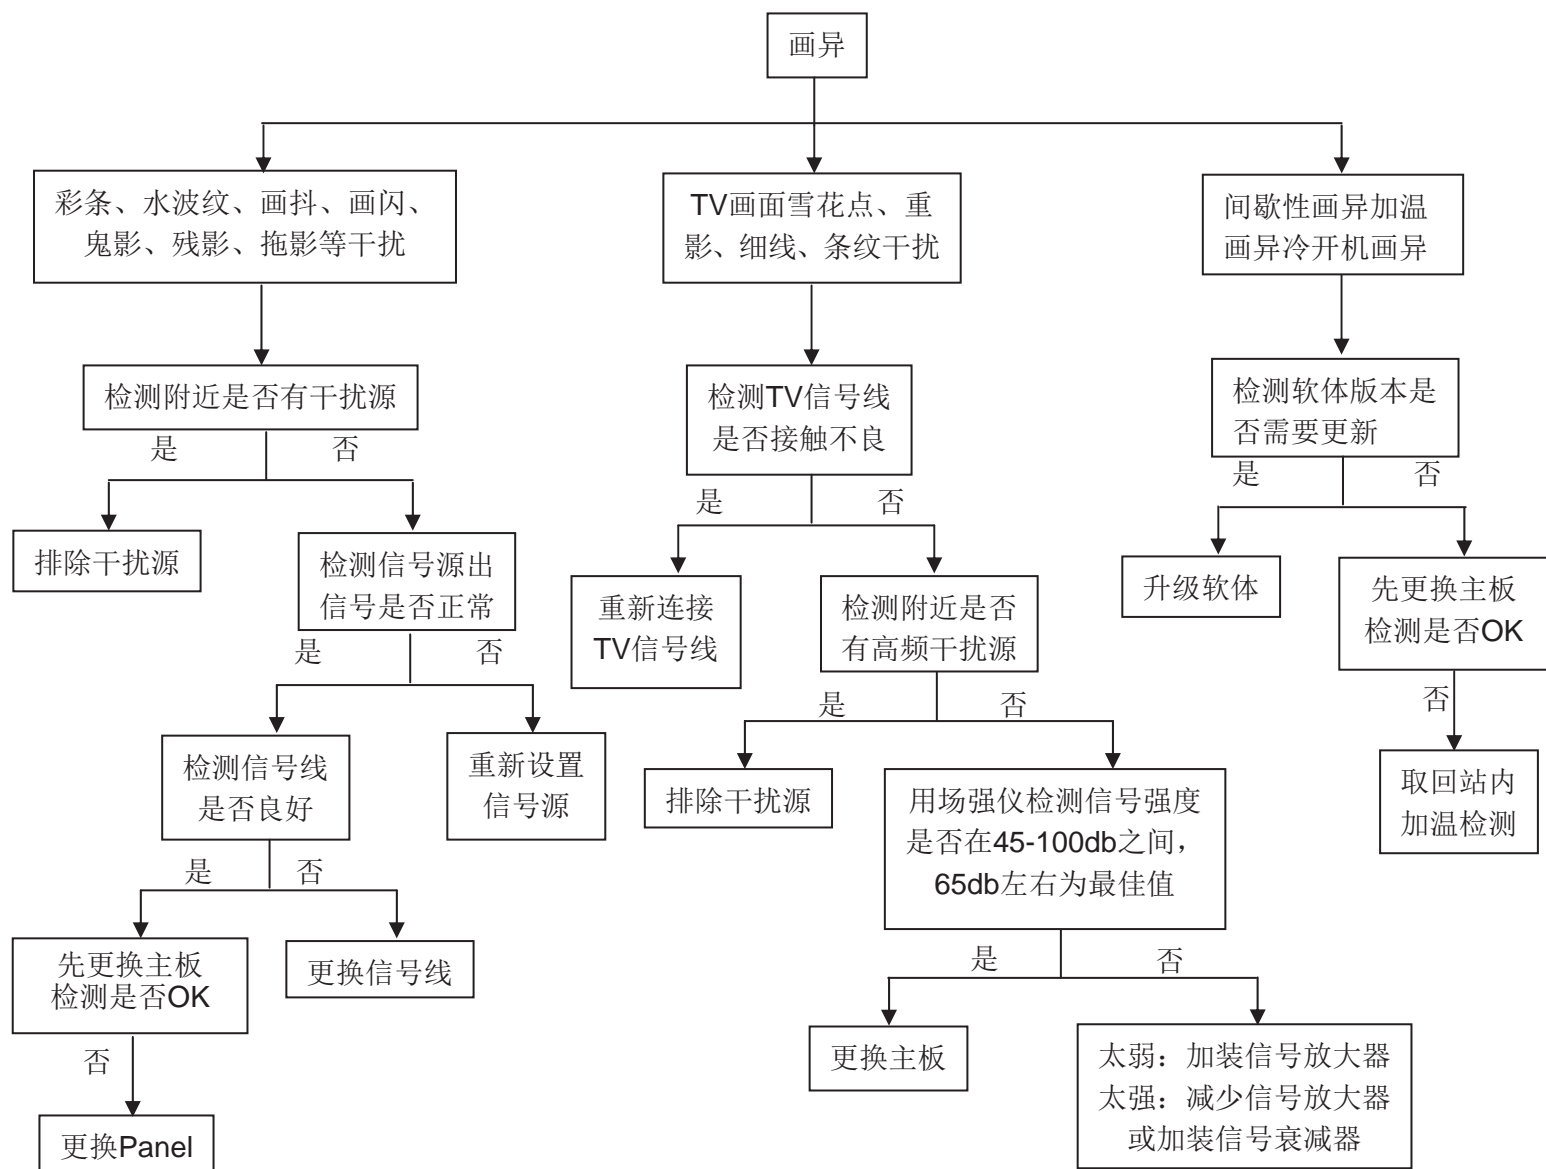 画异
彩条、水波纹、画抖、画闪、
鬼影、残影、拖影等干扰
TV画面雪花点、重
影、细线、条纹干扰
间歇性画异加温
画异冷开机画异
检测附近是否有干扰源
检测TV信号线
是否接触不良
检测软体版本是
否需要更新
是
否
是
否
是
否
排除干扰源
检测信号源出
信号是否正常
重新连接
TV信号线
检测附近是否
有高频干扰源
升级软体
先更换主板
检测是否OK
是
否
是
否
否
检测信号线
是否良好
重新设置
信号源
排除干扰源
用场强仪检测信号强度
是否在45-100db之间，
65db左右为最佳值
取回站内
加温检测
是
否
是
否
先更换主板
检测是否OK
更换信号线
更换主板
太弱：加装信号放大器
太强：减少信号放大器
或加装信号衰减器
否
更换Panel